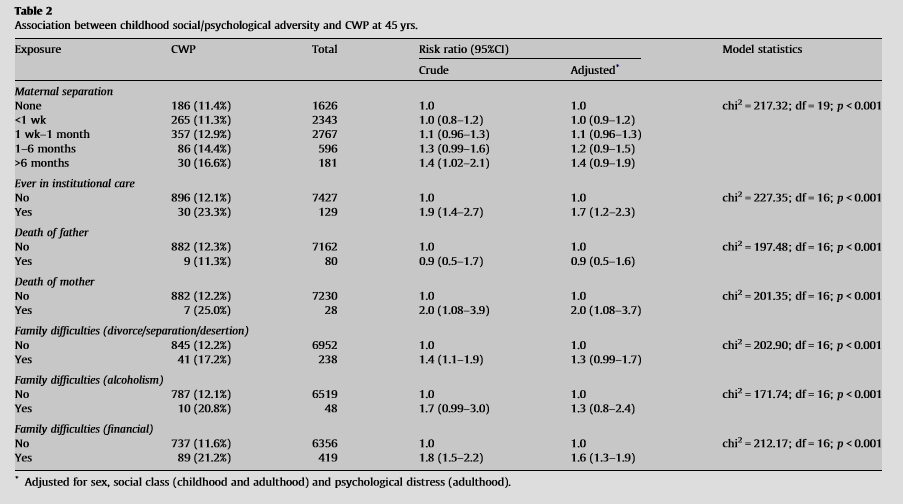 Table 2
Association between childhood social/psychological adversity and CWP at 45 yrs.
Exposure CWP Total Risk ratio (95%CI) Model statistics
Crude Adjusted*
Maternal separation
None 186 (11.4%) 1626 1.0 1.0 chi² = 217.32; df = 19; p < 0.001
<1 wk 265 (11.3%) 2343 1.0 (0.8–1.2) 1.0 (0.9–1.2)
1 wk–1 month 357 (12.9%) 2767 1.1 (0.96–1.3) 1.1 (0.96–1.3)
1–6 months 86 (14.4%) 596 1.3 (0.99–1.6) 1.2 (0.9–1.5)
>6 months 30 (16.6%) 181 1.4 (1.02–2.1) 1.4 (0.9–1.9)
Ever in institutional care
No 896 (12.1%) 7427 1.0 1.0 chi² = 227.35; df = 16; p < 0.001
Yes 30 (23.3%) 129 1.9 (1.4–2.7) 1.7 (1.2–2.3)
Death of father
No 882 (12.3%) 7162 1.0 1.0 chi² = 197.48; df = 16; p < 0.001
Yes 9 (11.3%) 80 0.9 (0.5–1.7) 0.9 (0.5–1.6)
Death of mother
No 882 (12.2%) 7230 1.0 1.0 chi² = 201.35; df = 16; p < 0.001
Yes 7 (25.0%) 28 2.0 (1.08–3.9) 2.0 (1.08–3.7)
Family difficulties (divorce/separation/desertion)
No 845 (12.2%) 6952 1.0 1.0 chi² = 202.90; df = 16; p < 0.001
Yes 41 (17.2%) 238 1.4 (1.1–1.9) 1.3 (0.99–1.7)
Family difficulties (alcoholism)
No 787 (12.1%) 6519 1.0 1.0 chi² = 171.74; df = 16; p < 0.001
Yes 10 (20.8%) 48 1.7 (0.99–3.0) 1.3 (0.8–2.4)
Family difficulties (financial)
No 737 (11.6%) 6356 1.0 1.0 chi² = 212.17; df = 16; p < 0.001
Yes 89 (21.2%) 419 1.8 (1.5–2.2) 1.6 (1.3–1.9)
* Adjusted for sex, social class (childhood and adulthood) and psychological distress (adulthood).